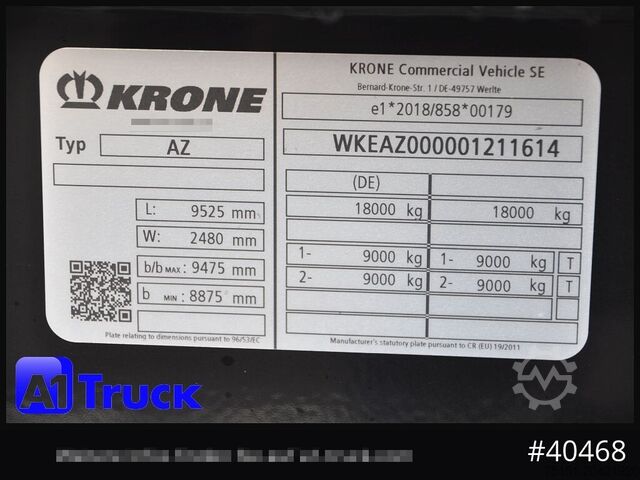 KRONE
Typ AZ
L: 9525 mm
W: 2480 mm
b/b MAX: 9475 mm
b MIN: 8875 mm
Plate relating to dimensions pursuant to 96/53/EC
KRONE Commercial Vehicle SE
Bernard-Krone-Str. 1 / DE-49757 Werlte
e1*2018/858*00179
WKEAZ000001211614
(DE)
18000 kg 18000 kg
1- 9000 kg 1- 9000 kg T
2- 9000 kg 2- 9000 kg T
Manufacturer's statutory plate pursuant to CR (EU) 19/2011
A1 Truck
#40468